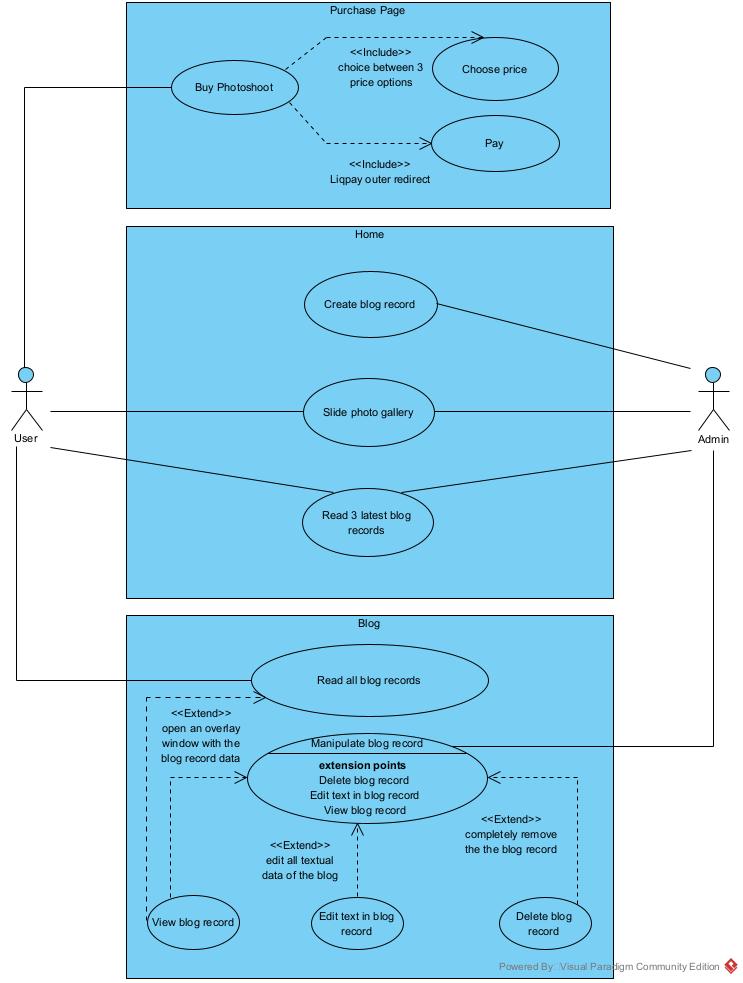 Purchase Page
<<Include>>
choice between 3
price options
Choose price
Buy Photoshoot
Pay
<<Include>>
Liqpay outer redirect
Home
Create blog record
Slide photo gallery
User
Admin
Read 3 latest blog
records
Blog
Read all blog records
<<Extend>>
open an overlay
window with the
blog record data
Manipulate blog record
extension points
Delete blog record
Edit text in blog record
View blog record
<<Extend>>
completely remove
the the blog record
<<Extend>>
edit all textual
data of the blog
View blog record
Edit text in blog
record
Delete blog
record
Powered By: Visual Paradigm Community Edition